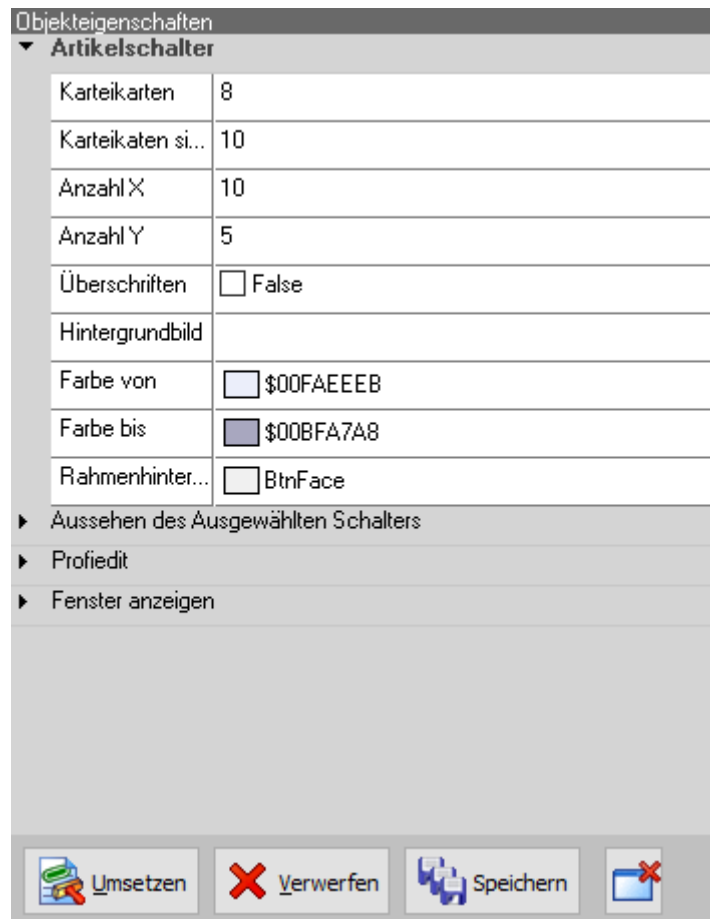 Objekteigenschaften
Artikelschalter
Karteikarten 8
Karteikaten si... 10
Anzahl X 10
Anzahl Y 5
Überschriften False
Hintergrundbild
Farbe von $00FAEEEB
Farbe bis $00BFA7A8
Rahmenhinter... BtnFace
Aussehen des Ausgewählten Schalters
Profiedit
Fenster anzeigen
Umsetzen Verwerfen Speichern